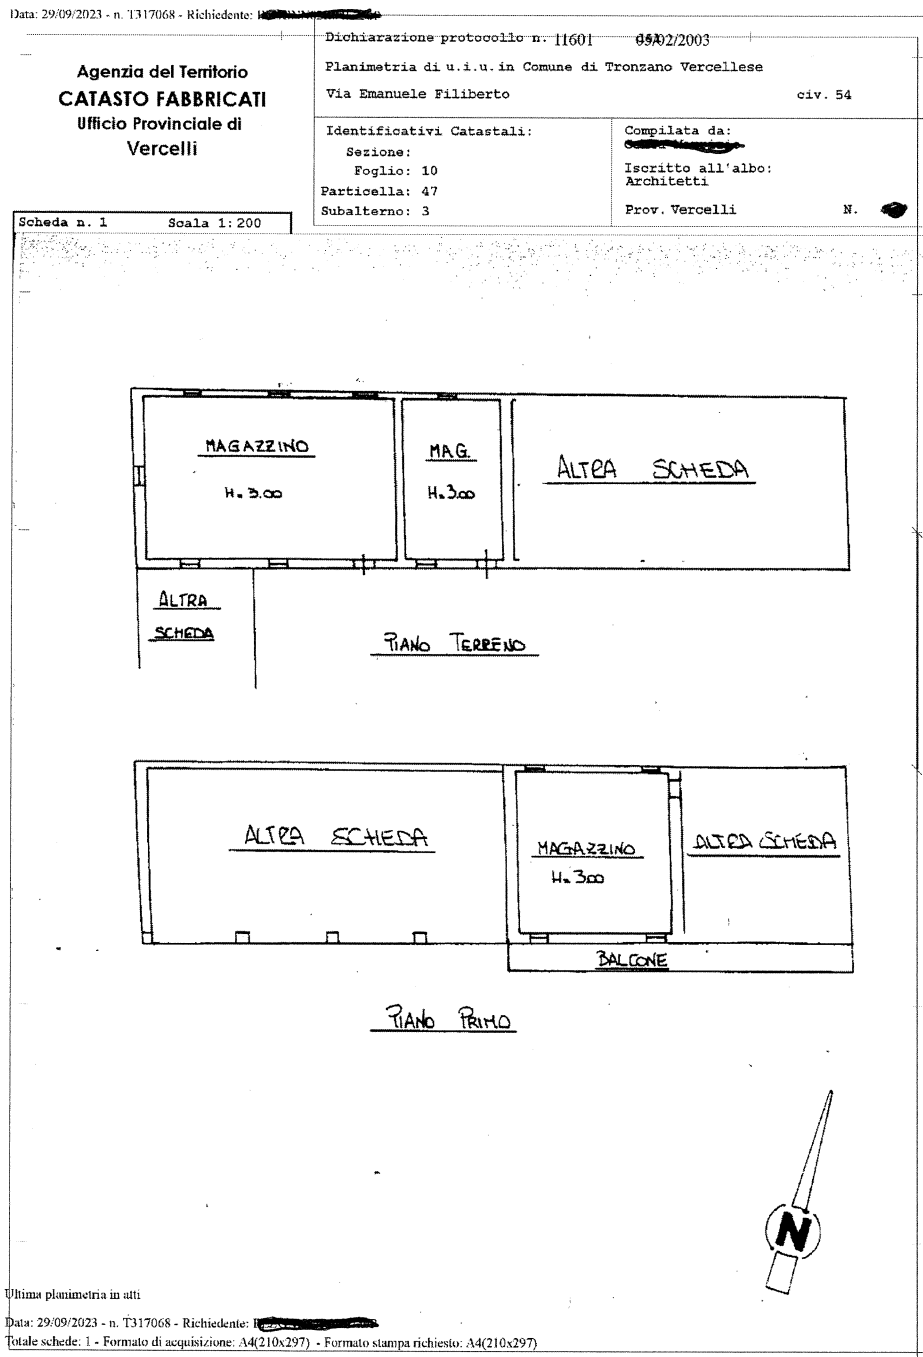 Data: 29/09/2023 - n. T317068 - Richiedente:
Dichiarazione protocollo n. 11601 /02/2003
Agenzia del Territorio
CATASTO FABBRICATI
Ufficio Provinciale di
Vercelli
Planimetria di u.i.u. in Comune di Tronzano Vercellese
Via Emanuele Filiberto civ. 54
Identificativi Catastali:
Sezione:
Foglio: 10
Particella: 47
Subalterno: 3
Compilata da:
Iscritto all'albo:
Architetti
Prov. Vercelli N.
Scheda n. 1 Scala 1:200
MAGAZZINO
H. 3.00
MAG.
H. 3.00
ALTRA SCHEDA
ALTRA
SCHEDA
PIANO TERRENO
ALTRA SCHEDA
MAGAZZINO
H. 3.00
ALTRA SCHEDA
BALCONE
PIANO PRIMO
N
Ultima planimetria in atti
Data: 29/09/2023 - n. T317068 - Richiedente:
Totale schede: 1 - Formato di acquisizione: A4(210x297) - Formato stampa richiesto: A4(210x297)